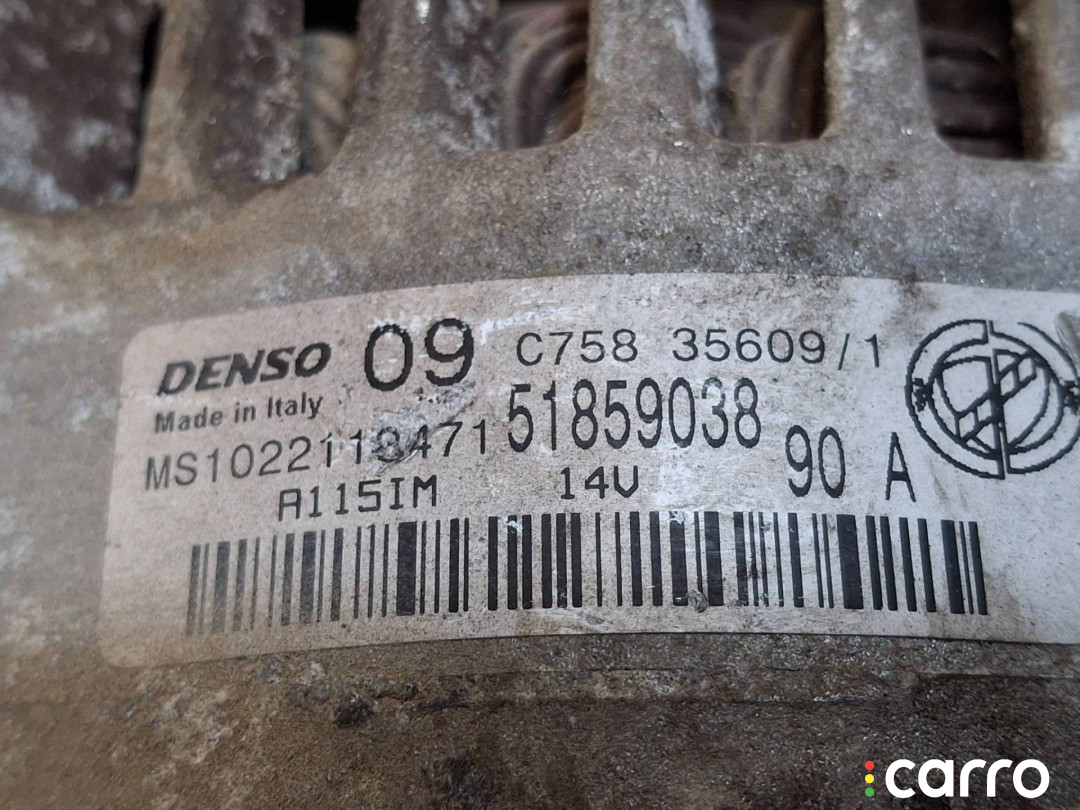 DENSO 09 C758 35609/1
Made in Italy 51859038
MS1022118471 90 A
A115IM 14V
carro